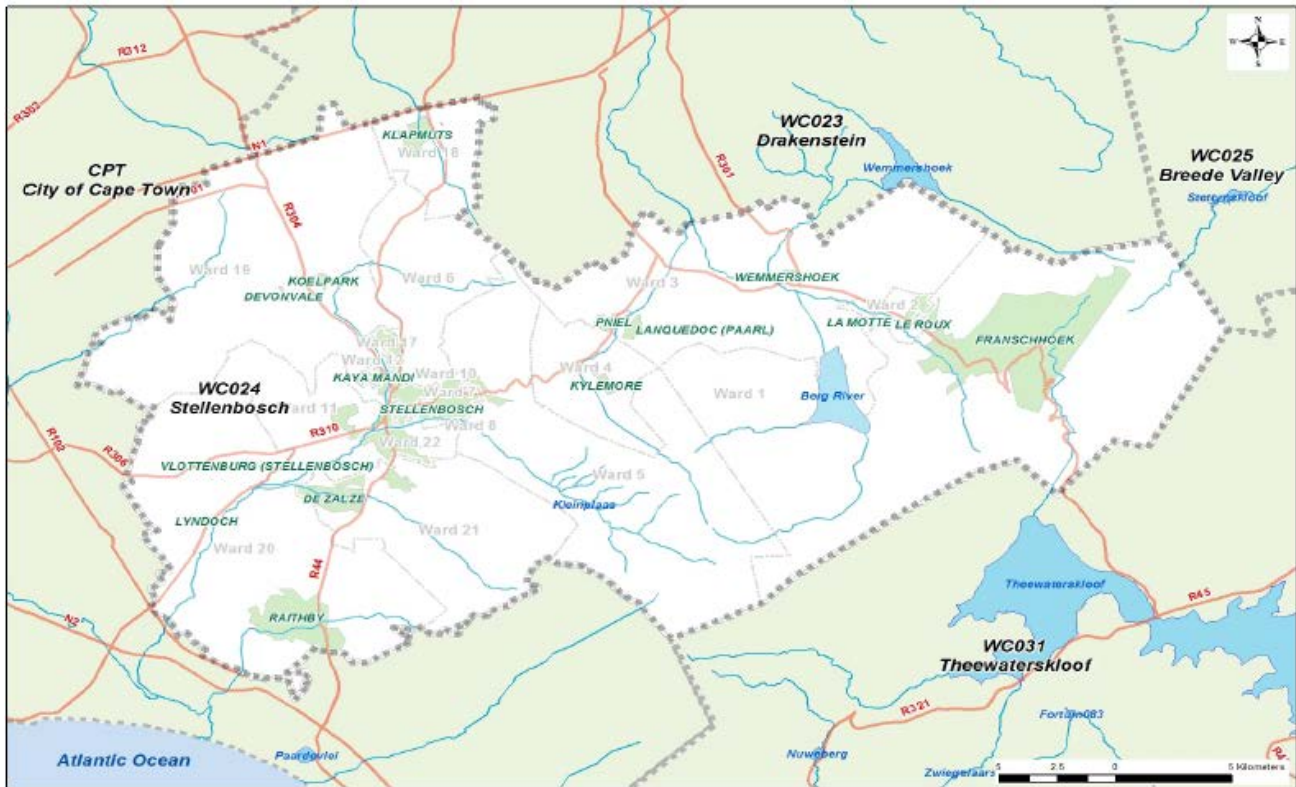 N
W E
S
R312
R302
WC023
Drakenstein
KLAPMUTS
Ward 18
N1
Wemmershoek
WC025
Breede Valley
CPT
City of Cape Town
R301
Stettynskloof
R304
Ward 19
Ward 6
Ward 3
WEMMERSHOEK
KOELPARK
DEVONVALE
Ward 2
PNIEL
LANQUEDOC (PAARL)
LA MOTTE
LE ROUX
FRANSCHHOEK
Ward 17
Ward 12
KAYA MANDI
Ward 10
Ward 4
Ward 7
KYLEMORE
Ward 1
Berg River
WC024
Stellenbosch
Ward 11
STELLENBOSCH
R310
Ward 8
Ward 22
R102
R306
VLOTTENBURG (STELLENBOSCH)
Ward 5
DE ZALZE
Kleinplaas
LYNDOCH
Ward 21
Ward 20
R44
Theewaterskloof
R45
RAITHBY
N2
WC031
Theewaterskloof
R321
Fortuin683
Atlantic Ocean
Paardevlei
Nuweberg
Zwiegelaars
5 2.5 0 5 Kilometers